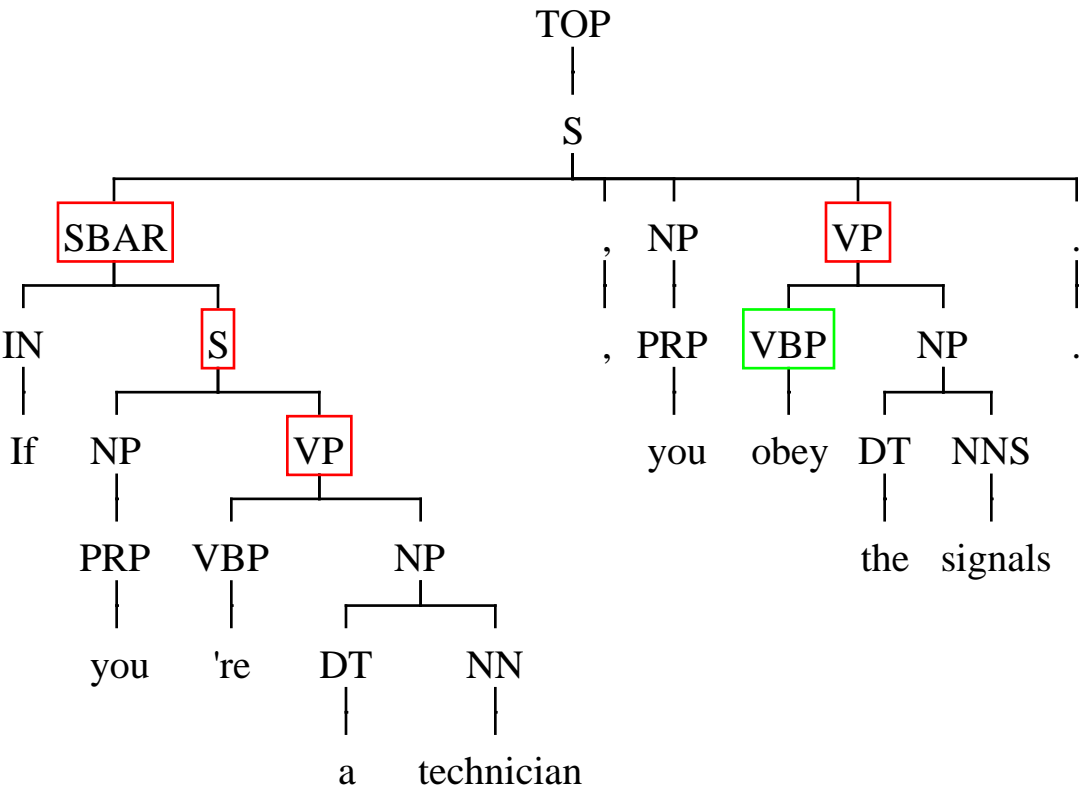 TOP
S
SBAR , NP VP .
IN S , PRP VBP NP .
If NP VP you obey DT NNS
PRP VBP NP the signals
you 're DT NN
a technician